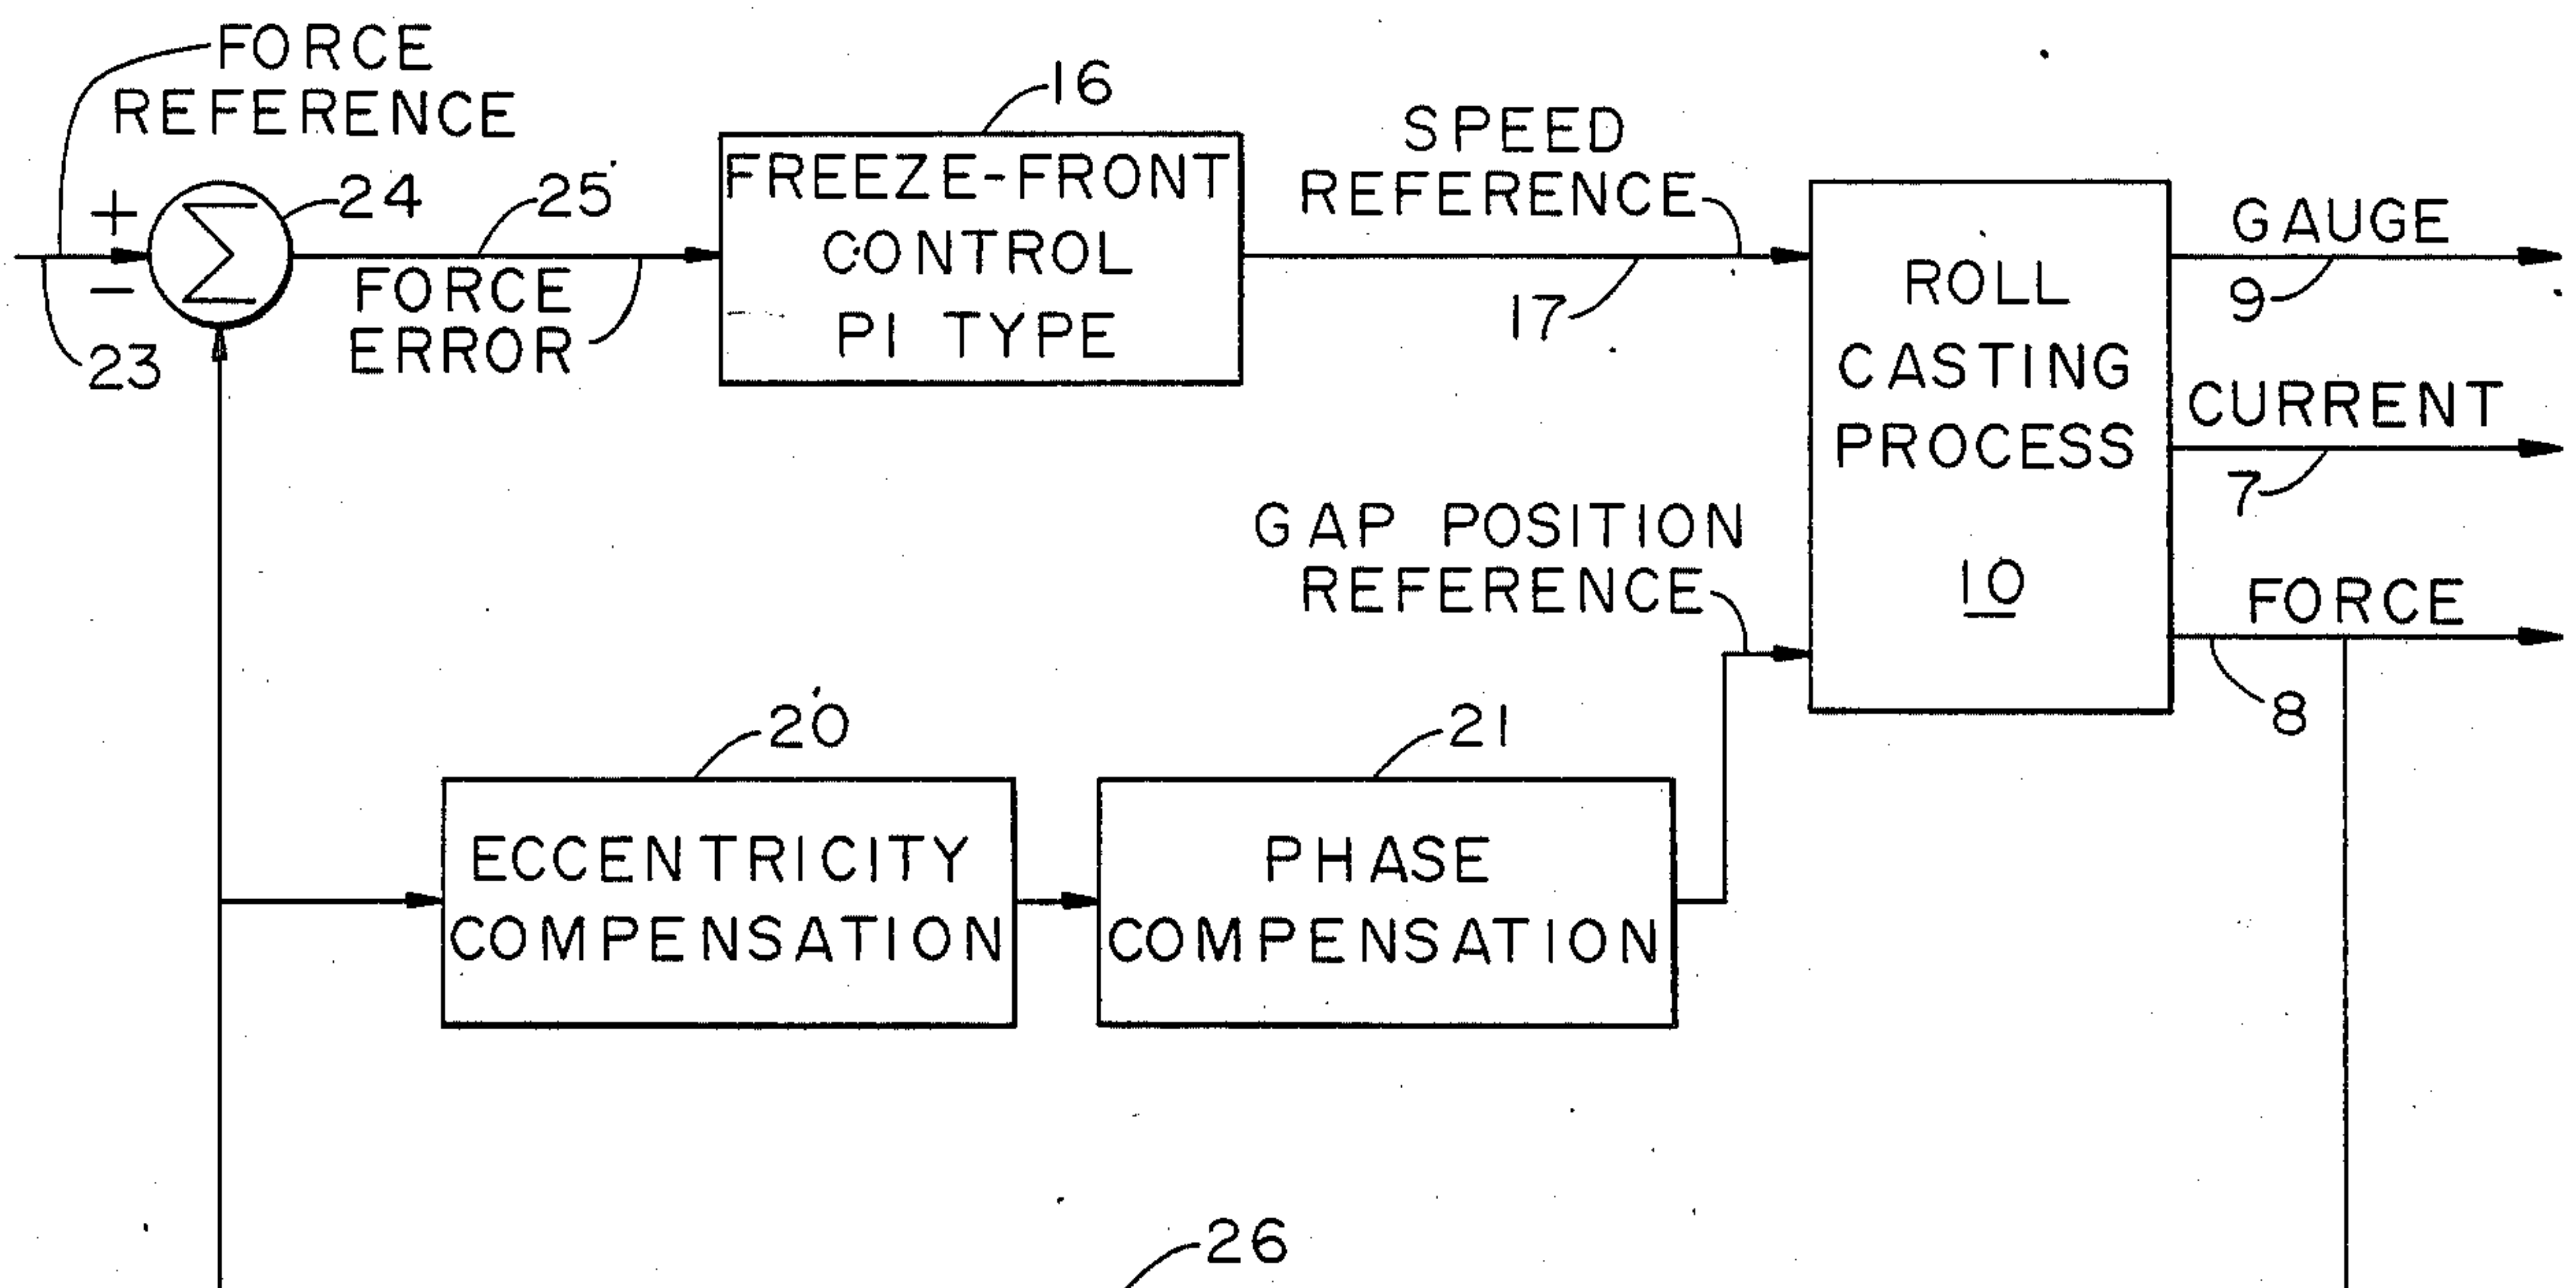 FORCE
REFERENCE
+
Σ
−
23
24
25
FORCE
ERROR
16
FREEZE-FRONT
CONTROL
PI TYPE
SPEED
REFERENCE
17
ROLL
CASTING
PROCESS
10
GAUGE
9
CURRENT
7
FORCE
8
GAP POSITION
REFERENCE
20
ECCENTRICITY
COMPENSATION
21
PHASE
COMPENSATION
26